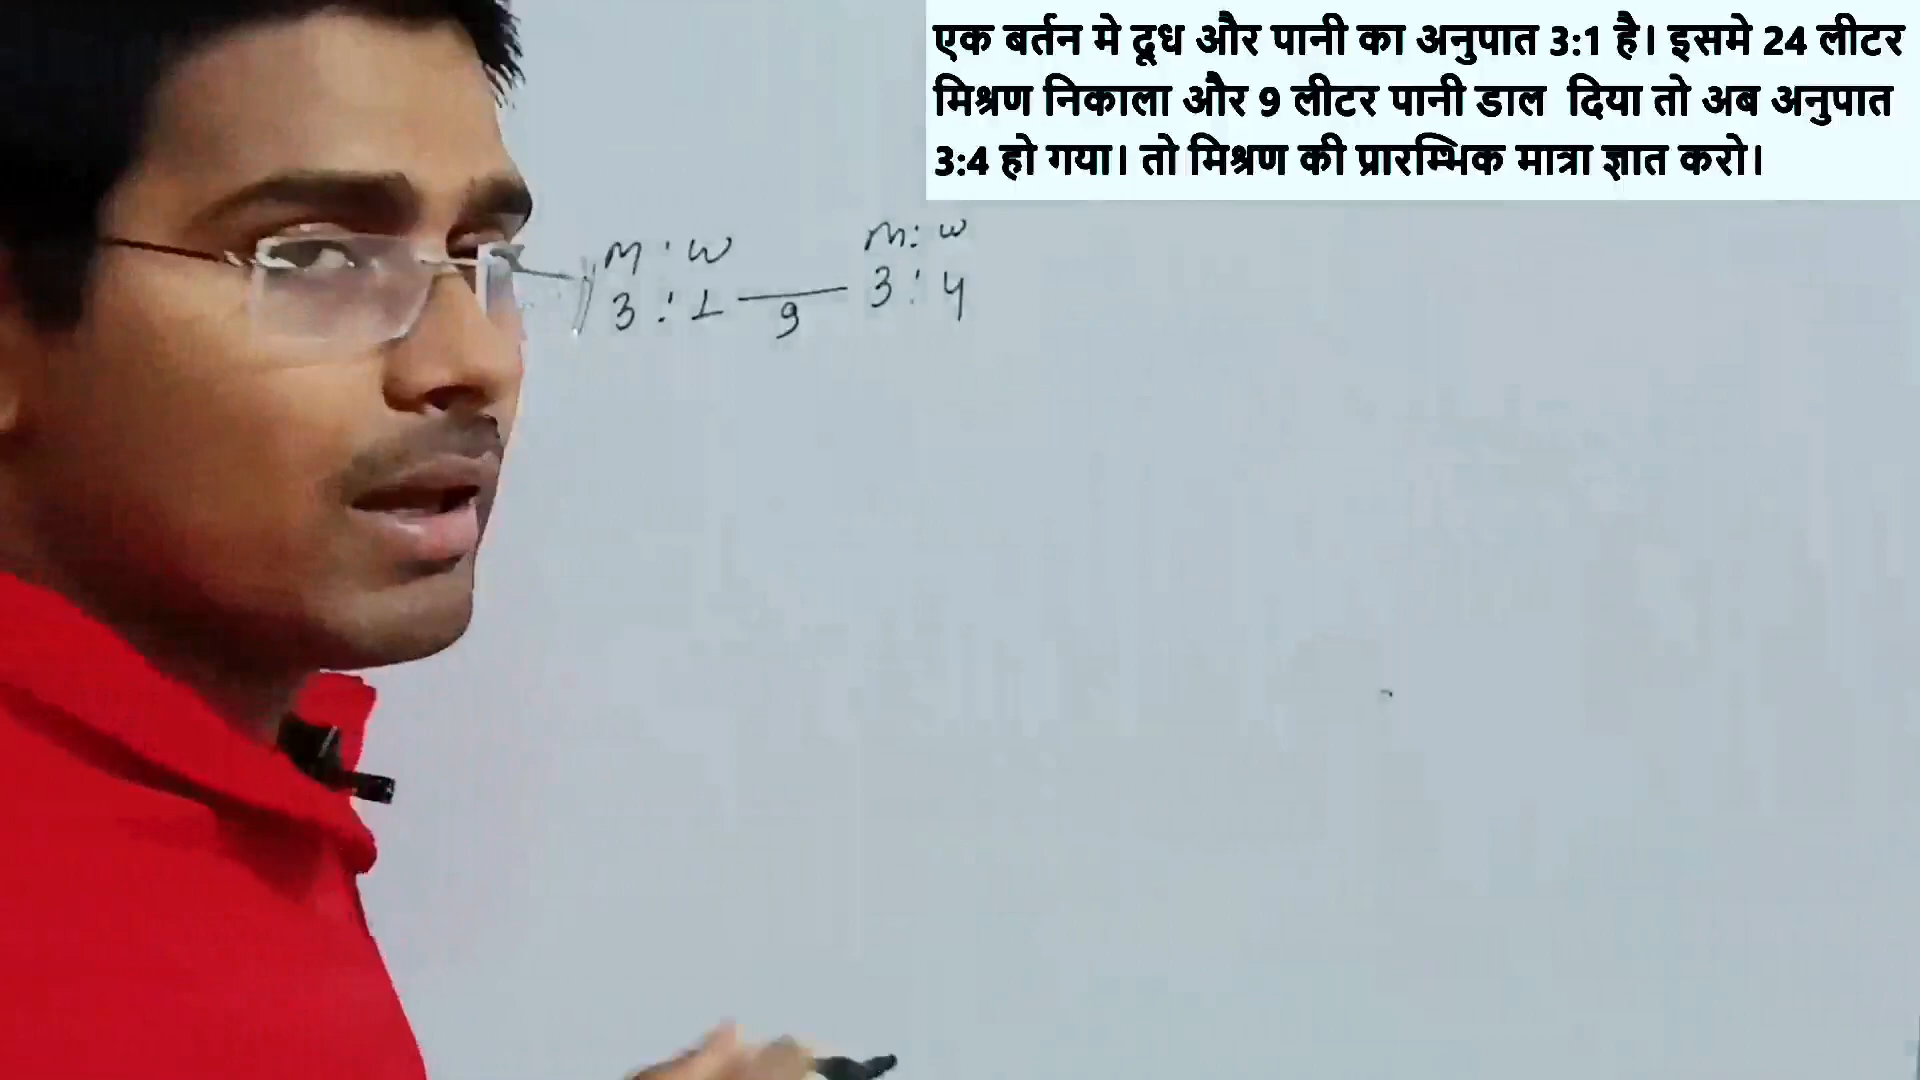 एक बर्तन मे दूध और पानी का अनुपात 3:1 है। इसमे 24 लीटर
मिश्रण निकाला और 9 लीटर पानी डाल दिया तो अब अनुपात
3:4 हो गया। तो मिश्रण की प्रारम्भिक मात्रा ज्ञात करो।
M : W M : W
3 : 1 9 3 : 4